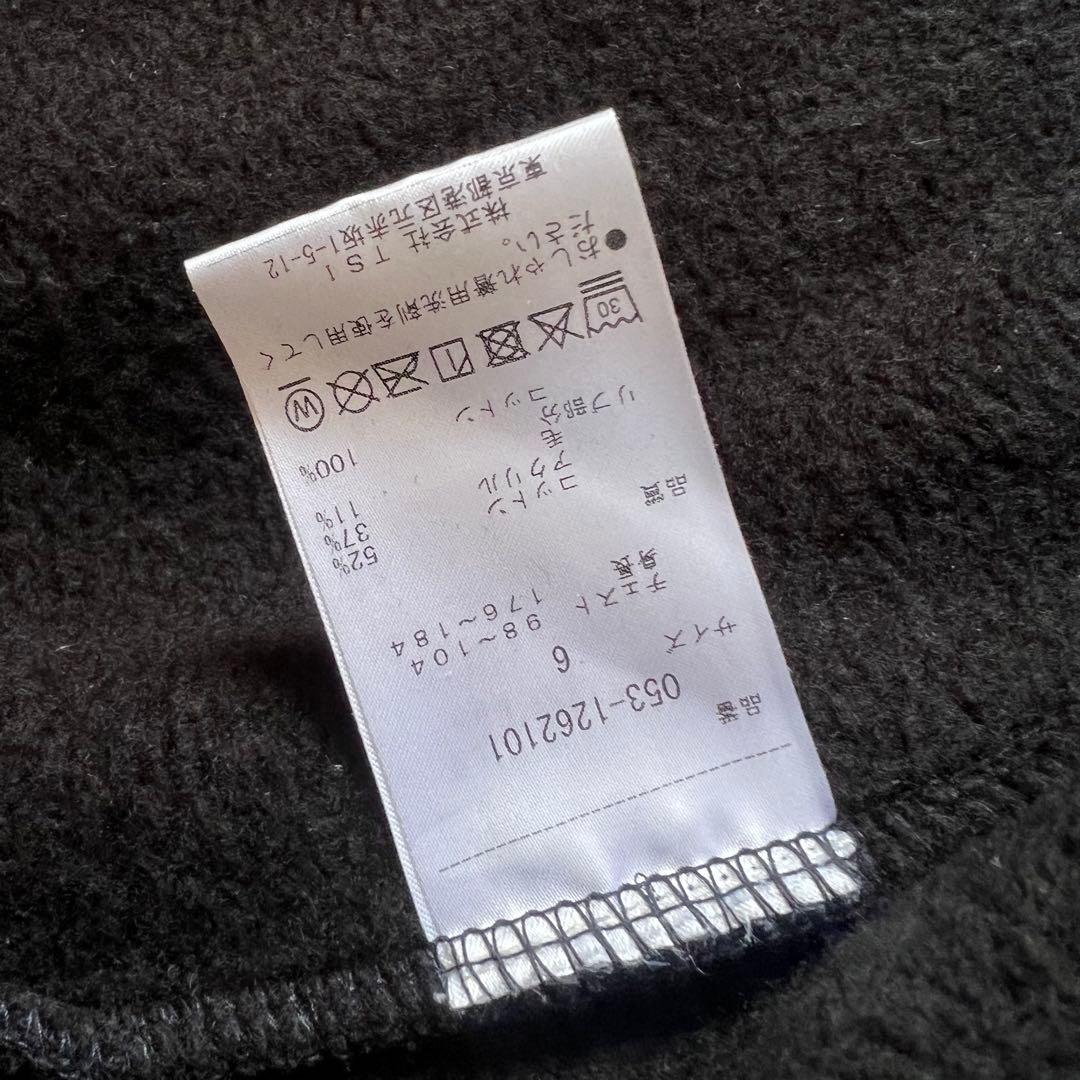 品番 053-1262101
サイズ 6
チェスト 98~104
身長 176~184
品質
コットン 52%
アクリル 37%
毛 11%
リブ部分
コットン 100%
30 W
●おしゃれ着用洗剤を使用してく
ださい。
株式会社 TSI
東京都港区元赤坂1-5-12